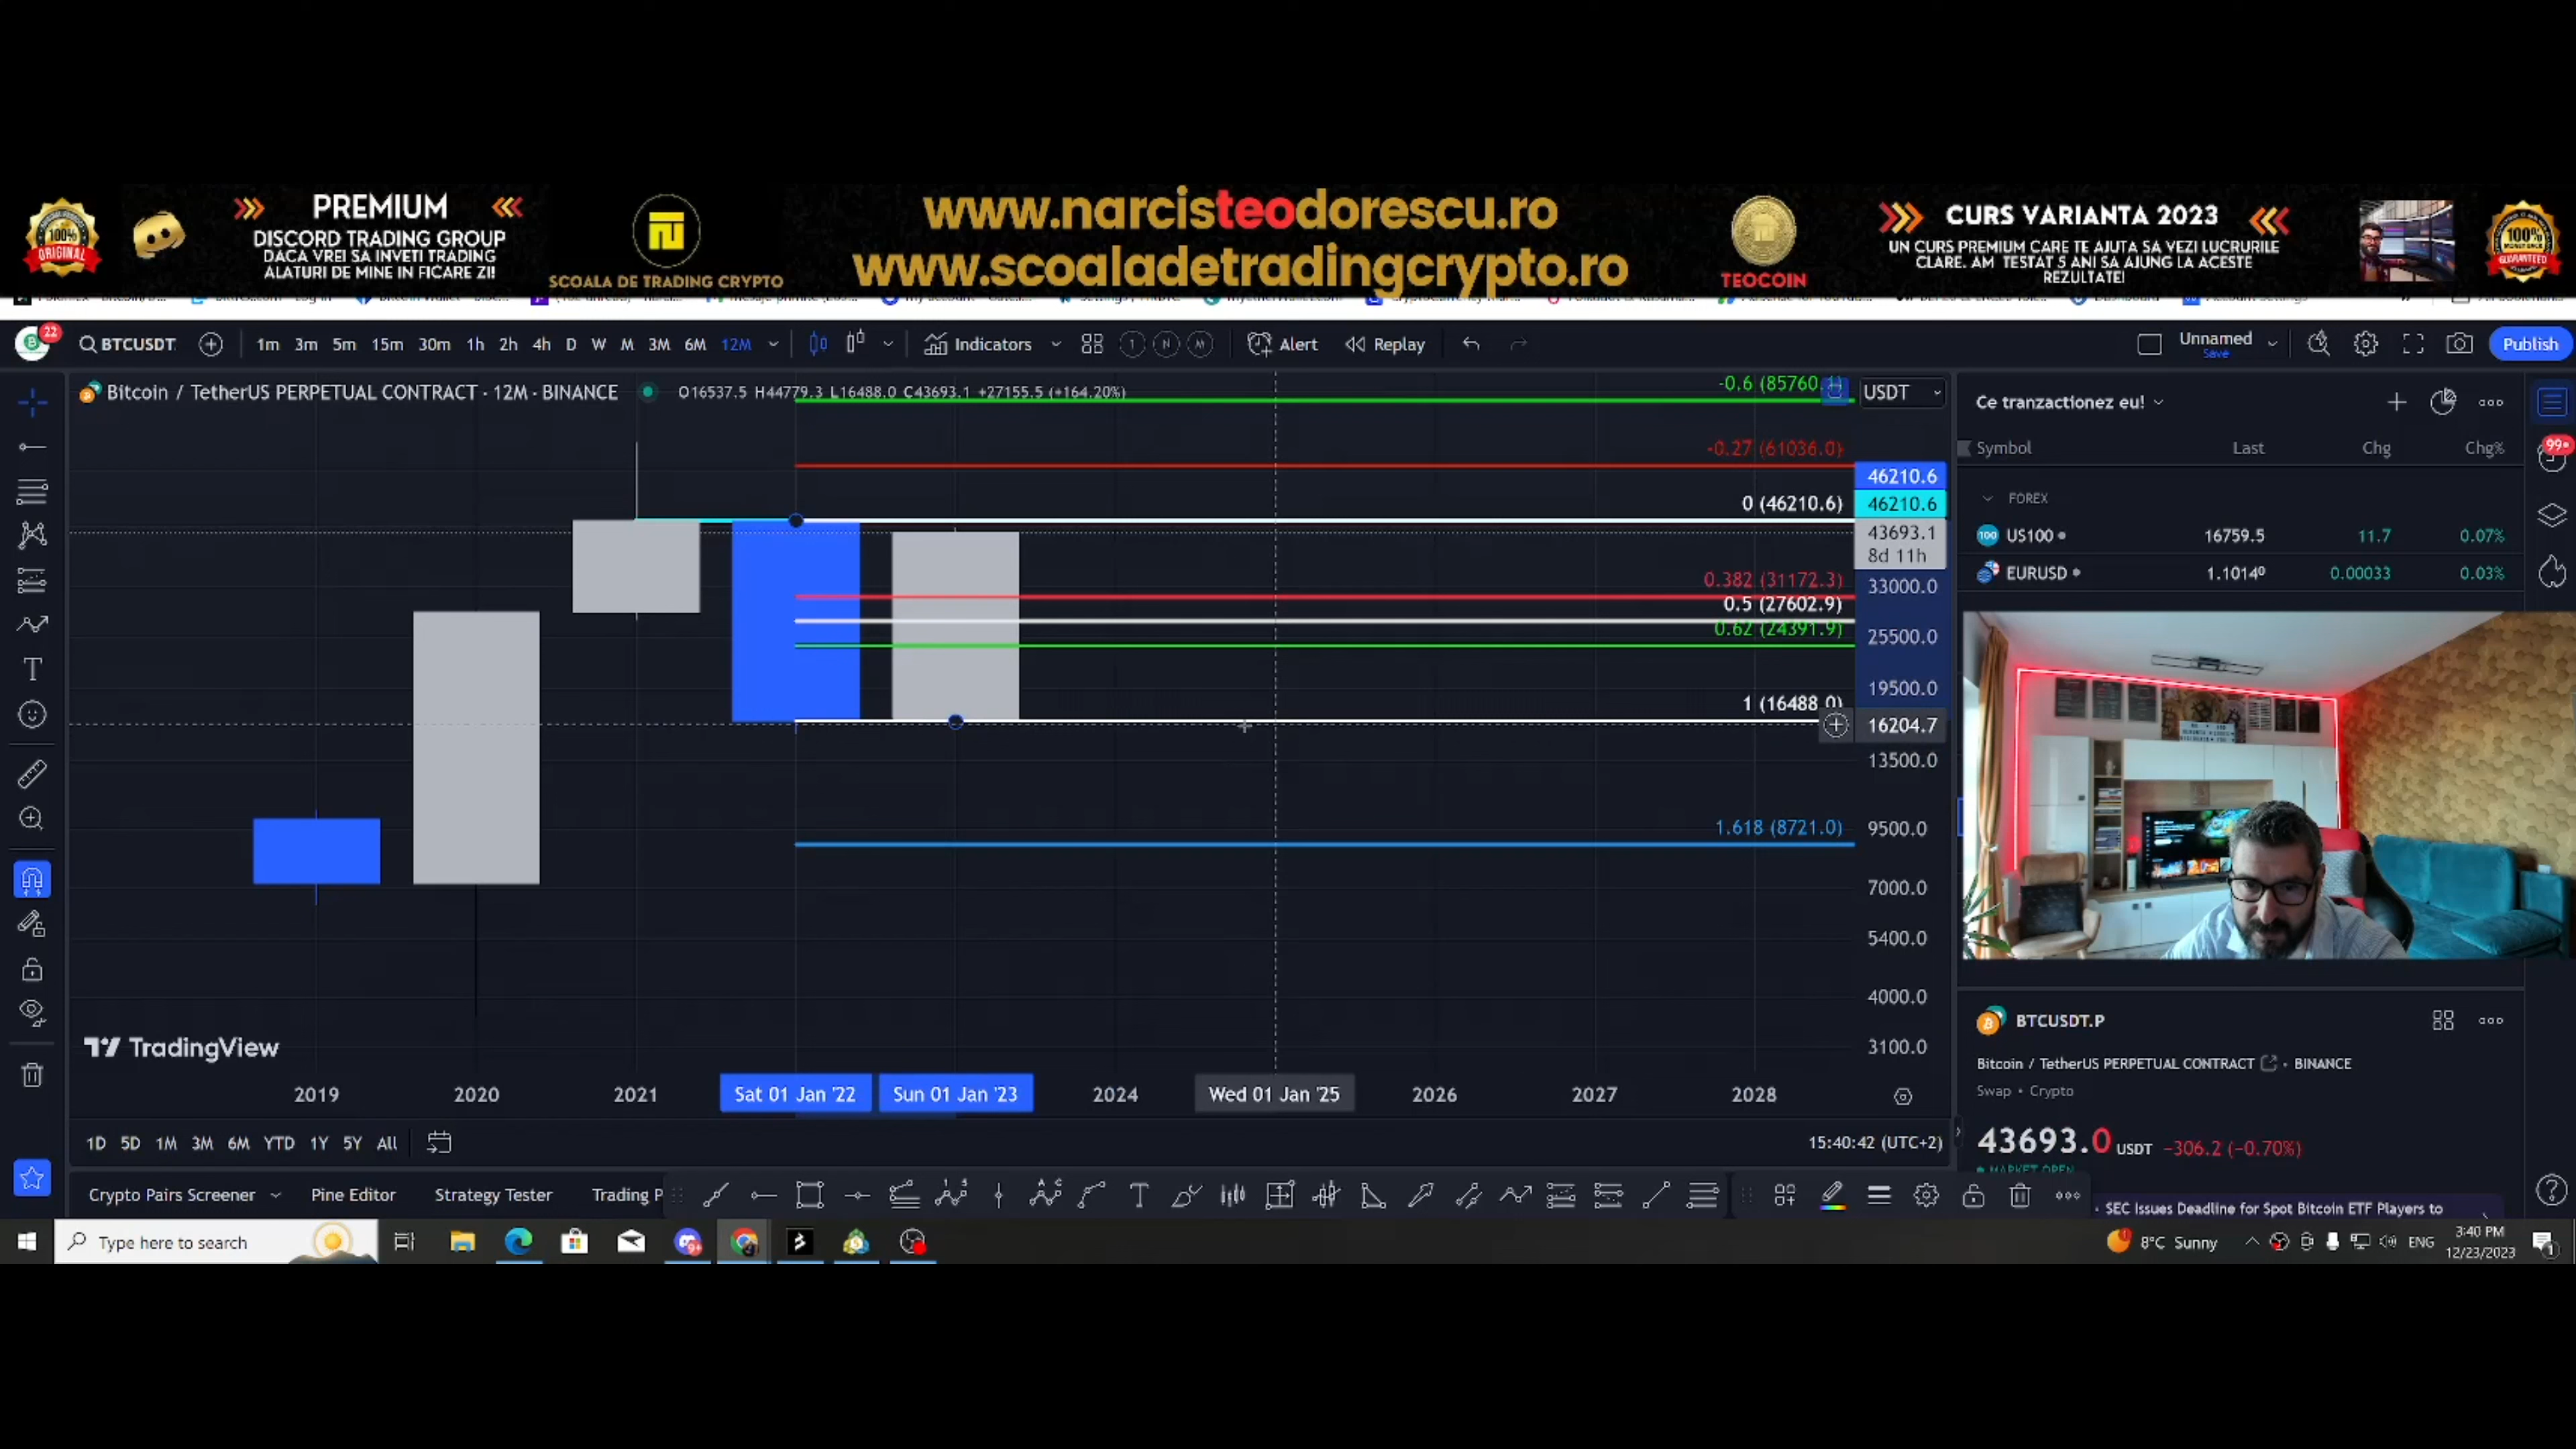 100%
ORIGINAL
PREMIUM
DISCORD TRADING GROUP
DACA VREI SA INVETI TRADING
ALATURI DE MINE IN FICARE ZI!
SCOALA DE TRADING CRYPTO
www.narcisteodorescu.ro
www.scoaladetradingcrypto.ro
TEOCOIN
CURS VARIANTA 2023
UN CURS PREMIUM CARE TE AJUTA SA VEZI LUCRURILE
CLARE. AM TESTAT 5 ANI SA AJUNG LA ACESTE
REZULTATE!
100%
GUARANTEED
22
BTCUSDT
1m 3m 5m 15m 30m 1h 2h 4h D W M 3M 6M 12M
Indicators
Alert
Replay
Unnamed
Save
Publish
Bitcoin / TetherUS PERPETUAL CONTRACT · 12M · BINANCE
O16537.5 H44779.3 L16488.0 C43693.1 +27155.5 (+164.20%)
USDT
-0.6 (85760.1)
-0.27 (61036.0)
0 (46210.6)
0.382 (31172.3)
0.5 (27602.9)
0.62 (24391.9)
1 (16488.0)
1.618 (8721.0)
46210.6
46210.6
43693.1
8d 11h
33000.0
25500.0
19500.0
16204.7
13500.0
9500.0
7000.0
5400.0
4000.0
3100.0
TradingView
2019 2020 2021 Sat 01 Jan '22 Sun 01 Jan '23 2024 Wed 01 Jan '25 2026 2027 2028
1D 5D 1M 3M 6M YTD 1Y 5Y All
15:40:42 (UTC+2)
Crypto Pairs Screener Pine Editor Strategy Tester Trading P
Ce tranzactionez eu!
Symbol Last Chg Chg%
FOREX
US100 16759.5 11.7 0.07%
EURUSD 1.1014⁰ 0.00033 0.03%
99+
BTCUSDT.P
Bitcoin / TetherUS PERPETUAL CONTRACT · BINANCE
Swap • Crypto
43693.0 USDT −306.2 (−0.70%)
MARKET OPEN
SEC Issues Deadline for Spot Bitcoin ETF Players to
Type here to search
8°C Sunny
ENG
3:40 PM
12/23/2023